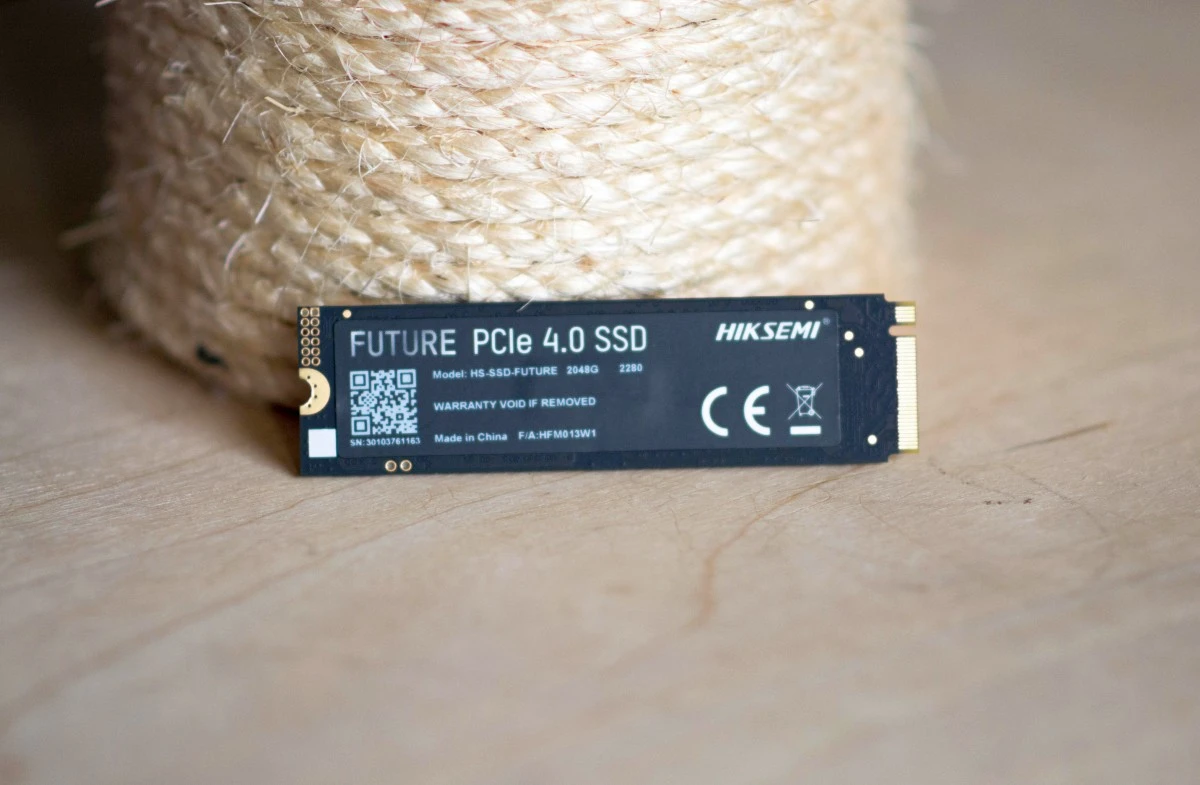 FUTURE PCIe 4.0 SSD
HIKSEMI®
Model: HS-SSD-FUTURE 2048G 2280
WARRANTY VOID IF REMOVED
CE
SN:30103761163
Made in China F/A:HFM013W1